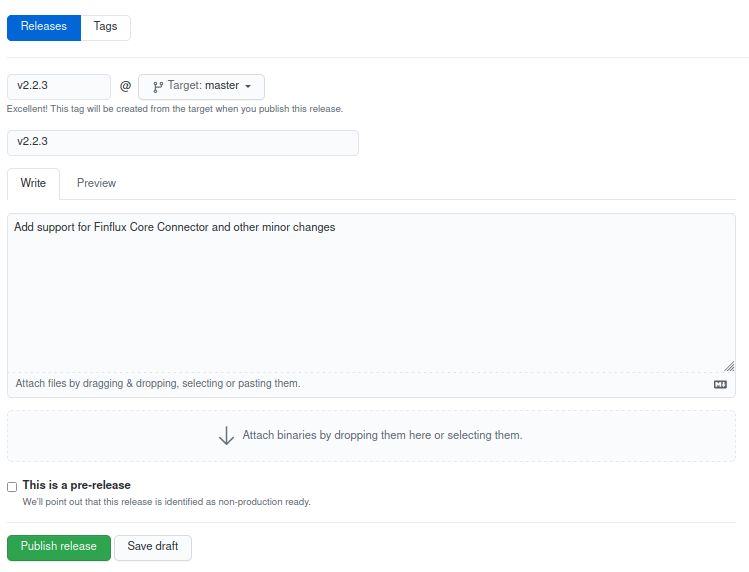 Releases Tags
v2.2.3 @ Target: master
Excellent! This tag will be created from the target when you publish this release.
v2.2.3
Write Preview
Add support for Finflux Core Connector and other minor changes
Attach files by dragging & dropping, selecting or pasting them.
Attach binaries by dropping them here or selecting them.
This is a pre-release
We'll point out that this release is identified as non-production ready.
Publish release Save draft